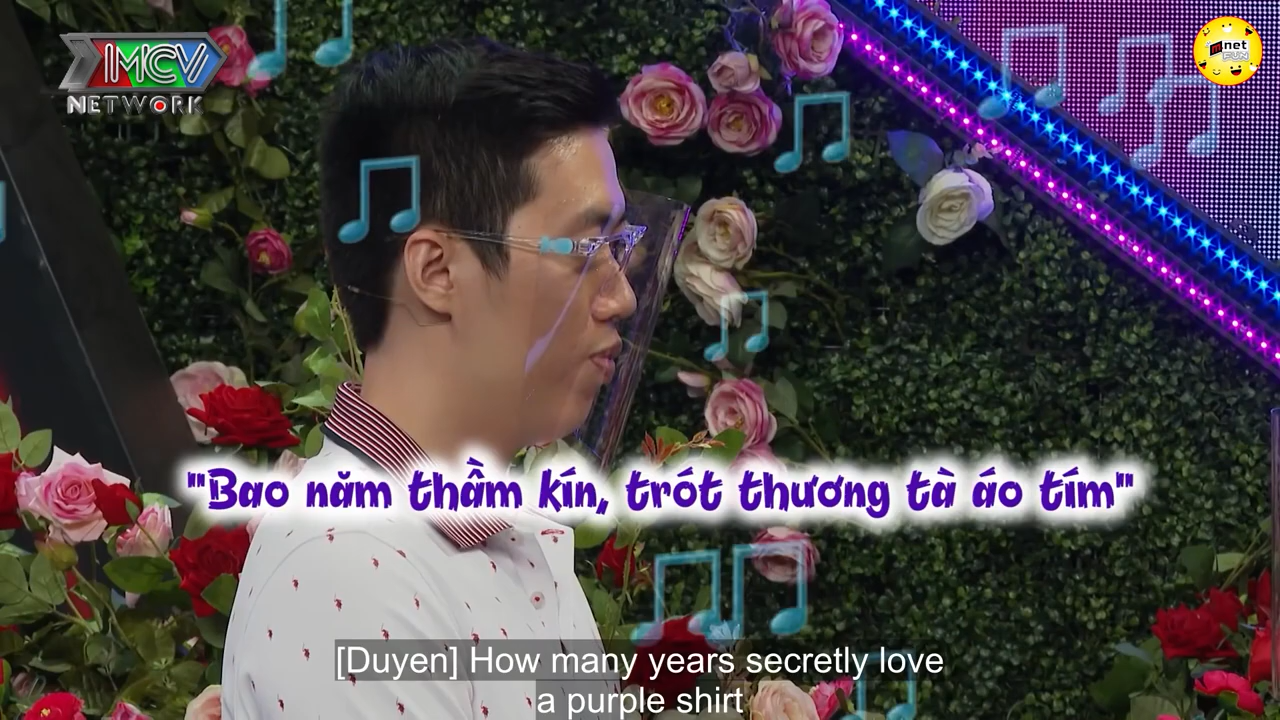 MCV
NETWORK
mnet
FUN
"Bao năm thầm kín, trót thương tà áo tím"
[Duyen] How many years secretly love
a purple shirt